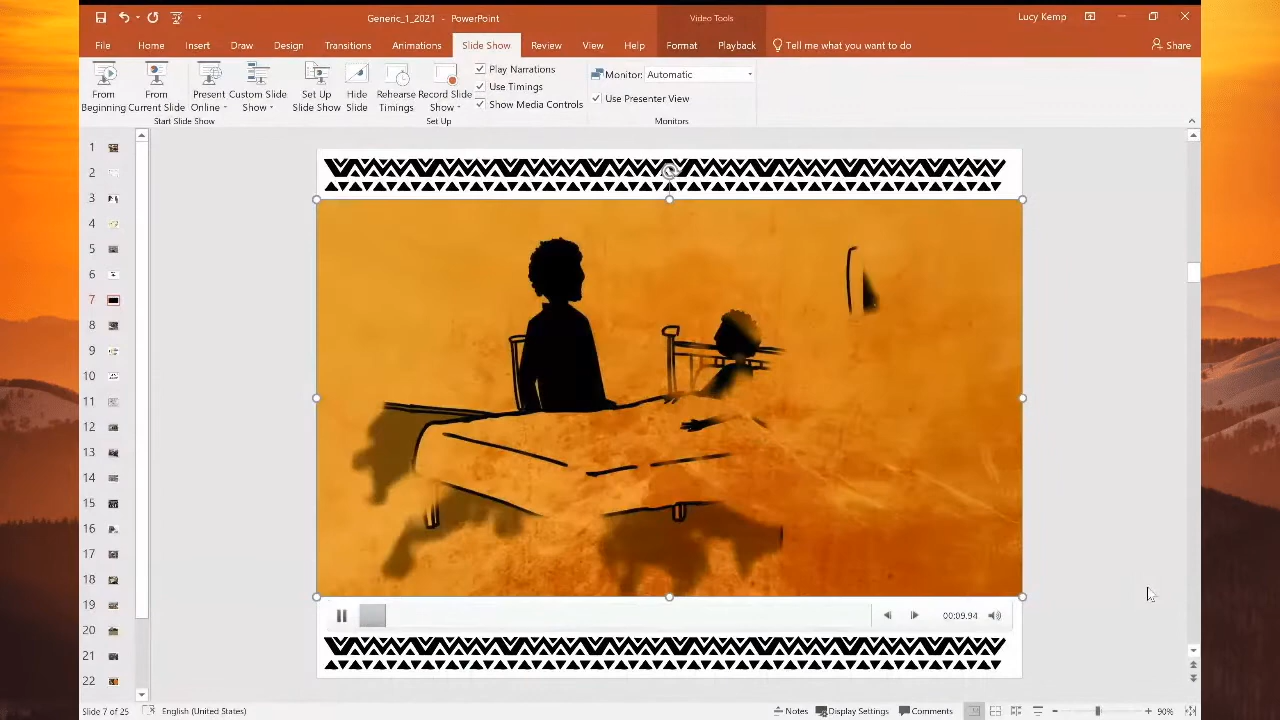 Generic_1_2021 - PowerPoint
Video Tools
Lucy Kemp
File Home Insert Draw Design Transitions Animations Slide Show Review View Help Format Playback Tell me what you want to do Share
From Beginning
From Current Slide
Present Online
Custom Slide Show
Start Slide Show
Set Up Slide Show
Hide Slide
Rehearse Timings
Record Slide Show
Play Narrations
Use Timings
Show Media Controls
Set Up
Monitor: Automatic
Use Presenter View
Monitors
1
2
3
4
5
6
7
8
9
10
11
12
13
14
15
16
17
18
19
20
21
22
00:09.94
Slide 7 of 25 English (United States) Notes Display Settings Comments 90%